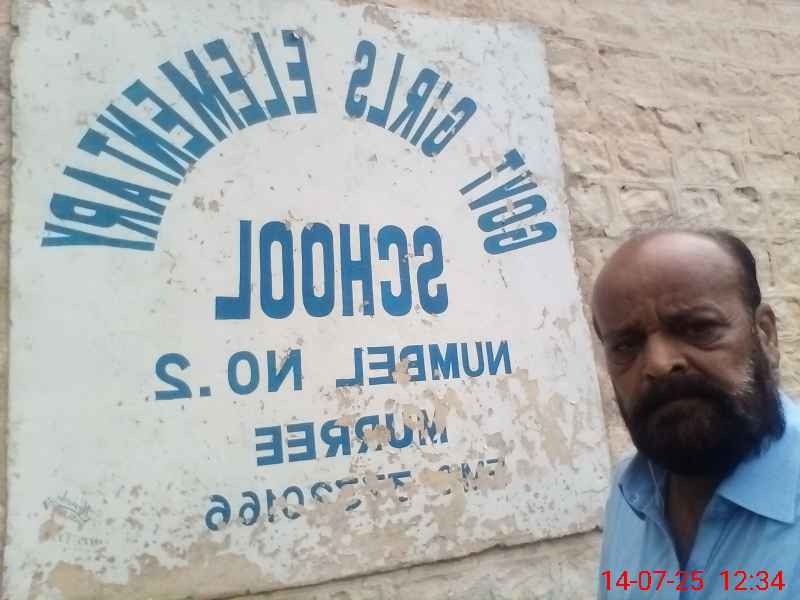 GOVT GIRLS ELEMENTARY
SCHOOL
NUMBEL NO.2
MURREE
14-07-25 12:34